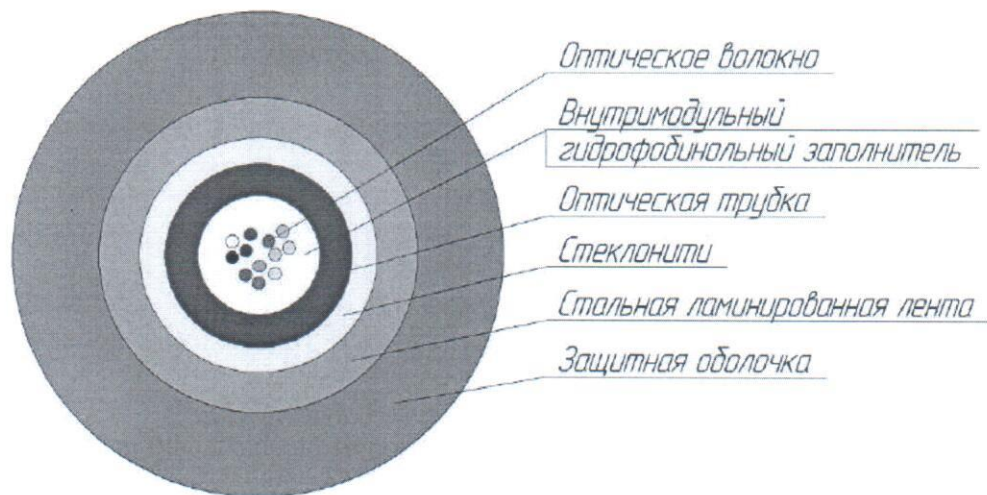 Оптическое волокно
Внутримодульный
гидрофобинольный заполнитель
Оптическая трубка
Стеклонити
Стальная ламинированная лента
Защитная оболочка